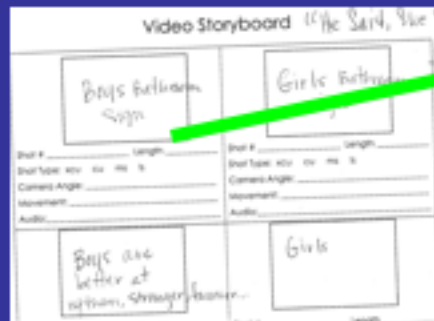 Video Storyboard "He Said, She
Boys Bathroom
Sign
Girls Bathroom
Shot #: Length:
Shot Type: xcu cu ms ls
Camera Angle:
Movement:
Audio:
Shot #: Length:
Shot Type: xcu cu ms ls
Camera Angle:
Movement:
Audio:
Boys are
better at
stronger,
Girls